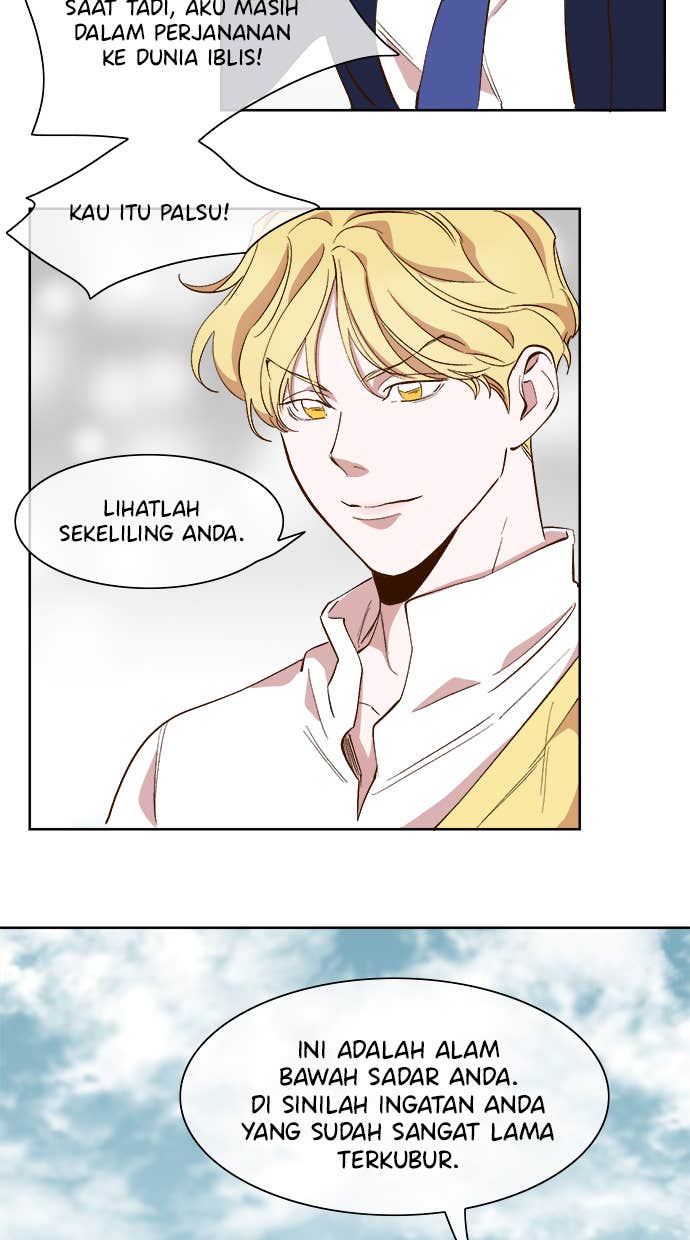 SAAT TADI, AKU MASIH
DALAM PERJANANAN
KE DUNIA IBLIS!
KAU ITU PALSU!
LIHATLAH
SEKELILING ANDA.
INI ADALAH ALAM
BAWAH SADAR ANDA.
DI SINILAH INGATAN ANDA
YANG SUDAH SANGAT LAMA
TERKUBUR.